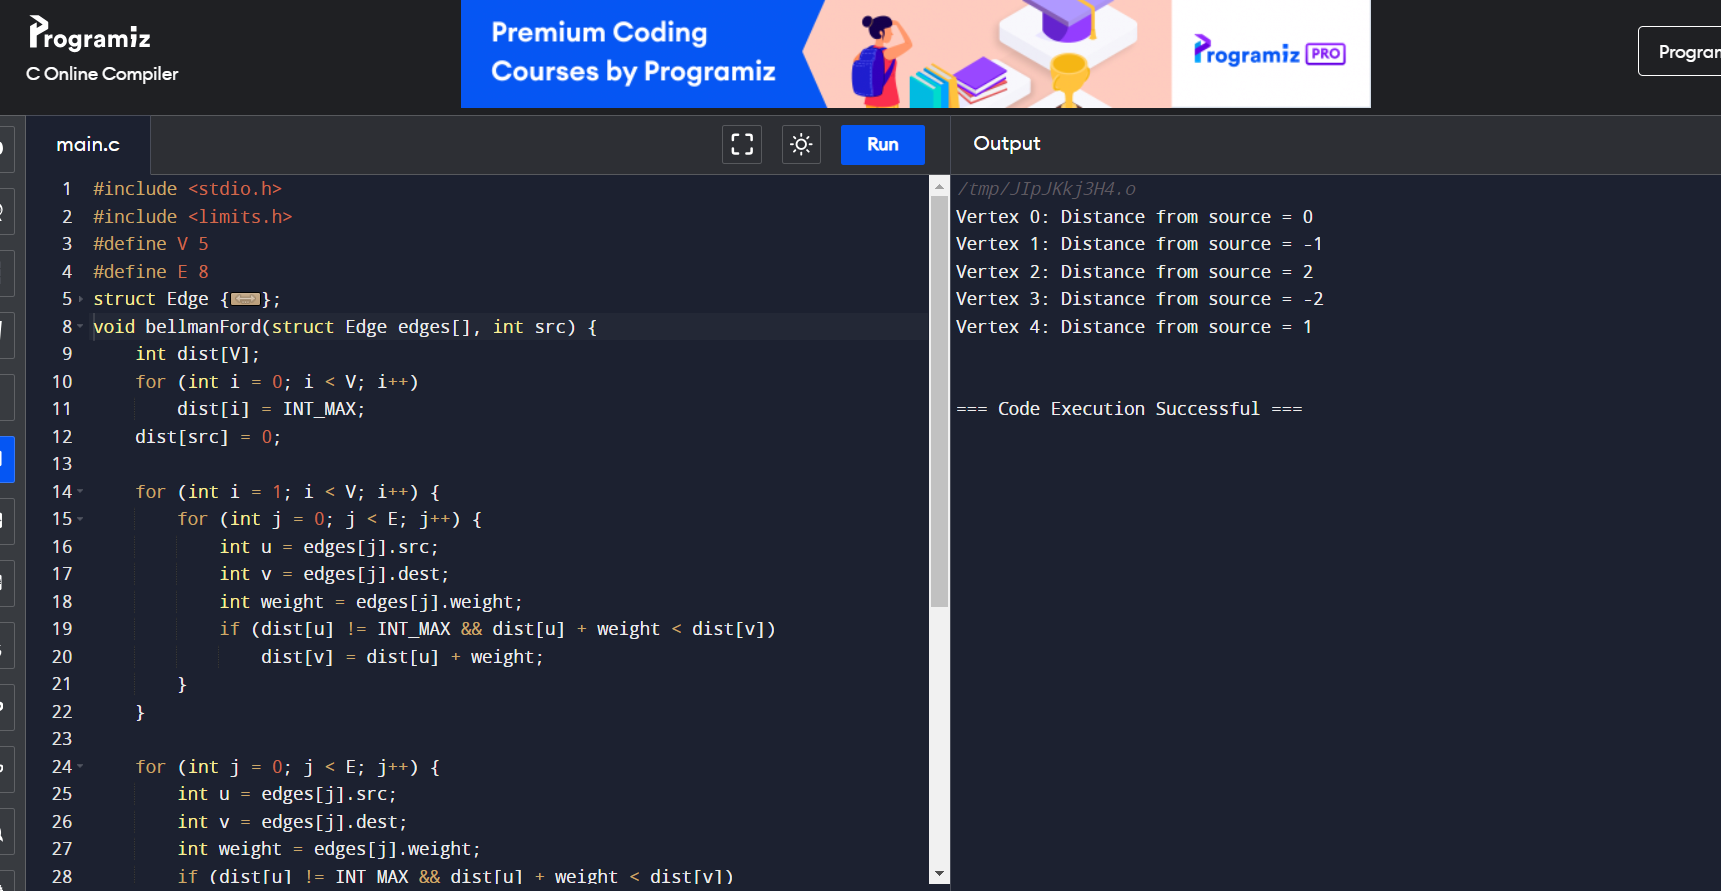 Programiz
C Online Compiler
Premium Coding
Courses by Programiz
Programiz PRO
main.c
Run
Output
1 #include <stdio.h>
2 #include <limits.h>
3 #define V 5
4 #define E 8
5 struct Edge {};
8 void bellmanFord(struct Edge edges[], int src) {
9 int dist[V];
10 for (int i = 0; i < V; i++)
11 dist[i] = INT_MAX;
12 dist[src] = 0;
13
14 for (int i = 1; i < V; i++) {
15 for (int j = 0; j < E; j++) {
16 int u = edges[j].src;
17 int v = edges[j].dest;
18 int weight = edges[j].weight;
19 if (dist[u] != INT_MAX && dist[u] + weight < dist[v])
20 dist[v] = dist[u] + weight;
21 }
22 }
23
24 for (int j = 0; j < E; j++) {
25 int u = edges[j].src;
26 int v = edges[j].dest;
27 int weight = edges[j].weight;
28 if (dist[u] != INT_MAX && dist[u] + weight < dist[v])
/tmp/JIpJKkj3H4.o
Vertex 0: Distance from source = 0
Vertex 1: Distance from source = -1
Vertex 2: Distance from source = 2
Vertex 3: Distance from source = -2
Vertex 4: Distance from source = 1
=== Code Execution Successful ===